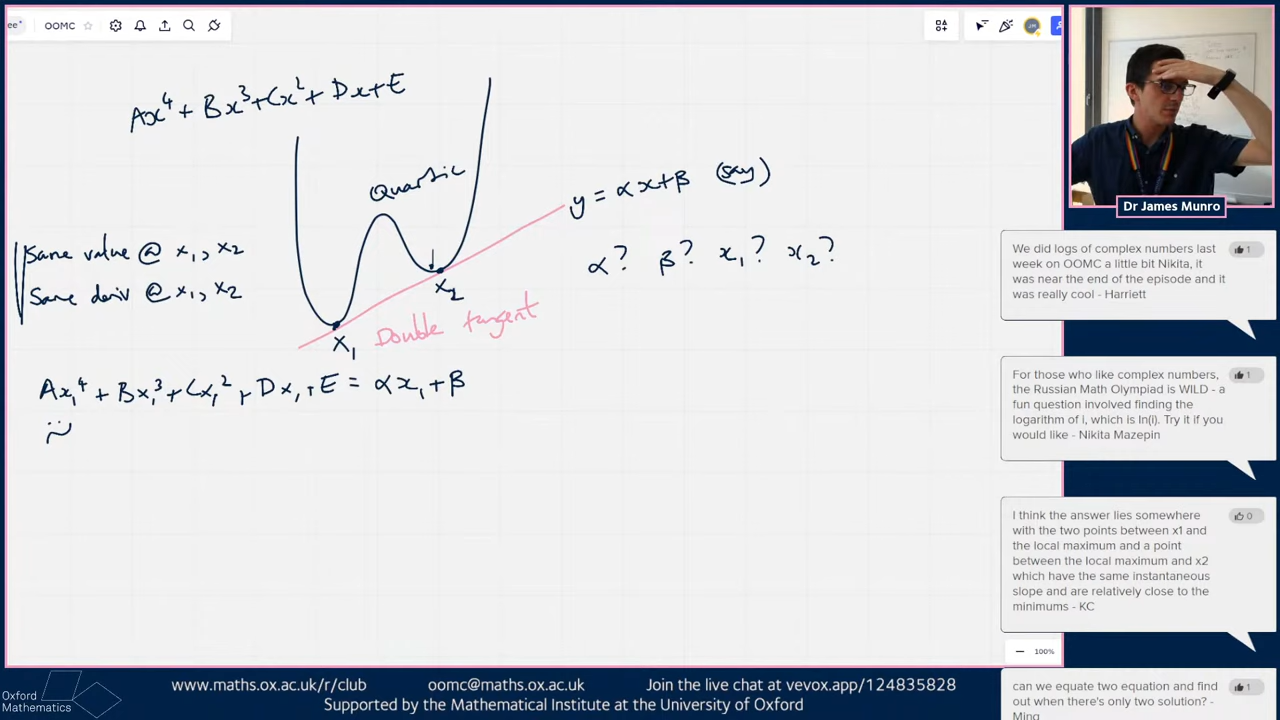 ee*
OOMC
Ax⁴ + Bx³ + Cx² + Dx + E
Quartic
y = αx+β (say)
Same value @ x₁, x₂
Same deriv @ x₁, x₂
α? β? x₁? x₂?
x₂
x₁
Double tangent
Ax₁⁴ + Bx₁³ + Cx₁² + Dx₁ + E = αx₁ + β
100%
Dr James Munro
We did logs of complex numbers last
week on OOMC a little bit Nikita, it
was near the end of the episode and it
was really cool - Harriett
1
For those who like complex numbers,
the Russian Math Olympiad is WILD - a
fun question involved finding the
logarithm of i, which is ln(i). Try it if you
would like - Nikita Mazepin
1
I think the answer lies somewhere
with the two points between x1 and
the local maximum and a point
between the local maximum and x2
which have the same instantaneous
slope and are relatively close to the
minimums - KC
0
can we equate two equation and find
out when there's only two solution? -
Ming
1
Oxford
Mathematics
www.maths.ox.ac.uk/r/club oomc@maths.ox.ac.uk Join the live chat at vevox.app/124835828
Supported by the Mathematical Institute at the University of Oxford